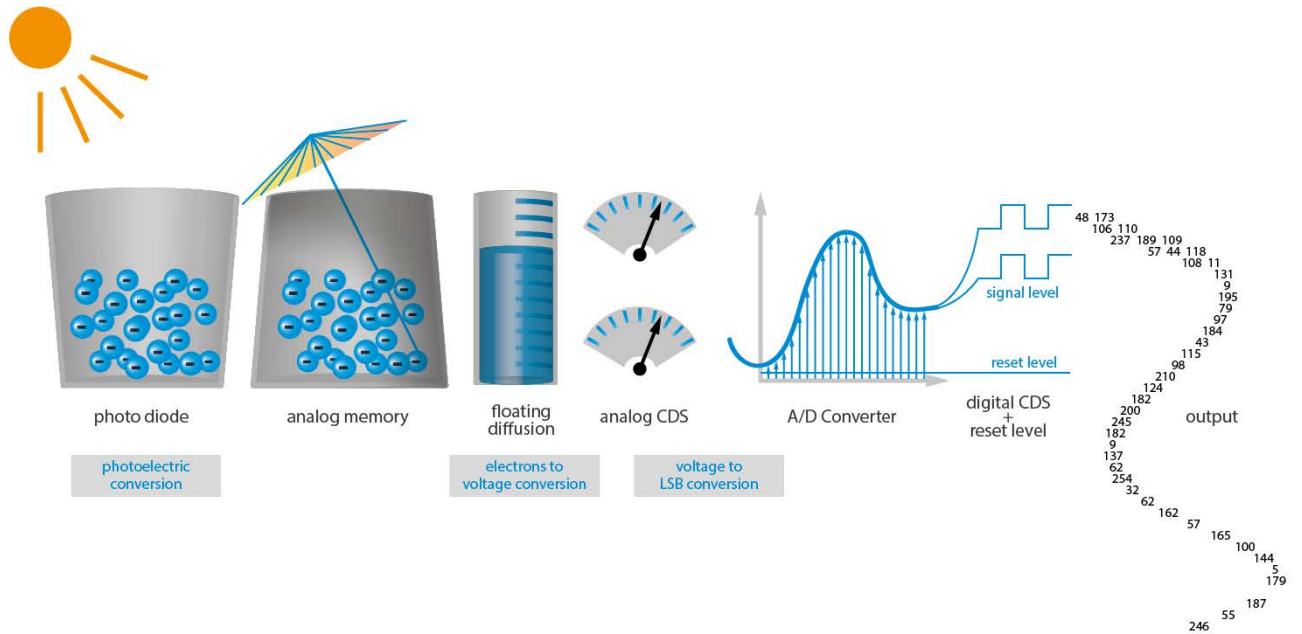 48 173
106 110
237 189 109
57 44 118
108 11
131
9
195
79
97
184
43
115
98
210
124
182
200
245
182
9
137
62
254
32
62
162
57
165
100
144
5
179
187
55
246
signal level
reset level
photo diode
analog memory
floating
diffusion
analog CDS
A/D Converter
digital CDS
+
reset level
output
photoelectric
conversion
electrons to
voltage conversion
voltage to
LSB conversion